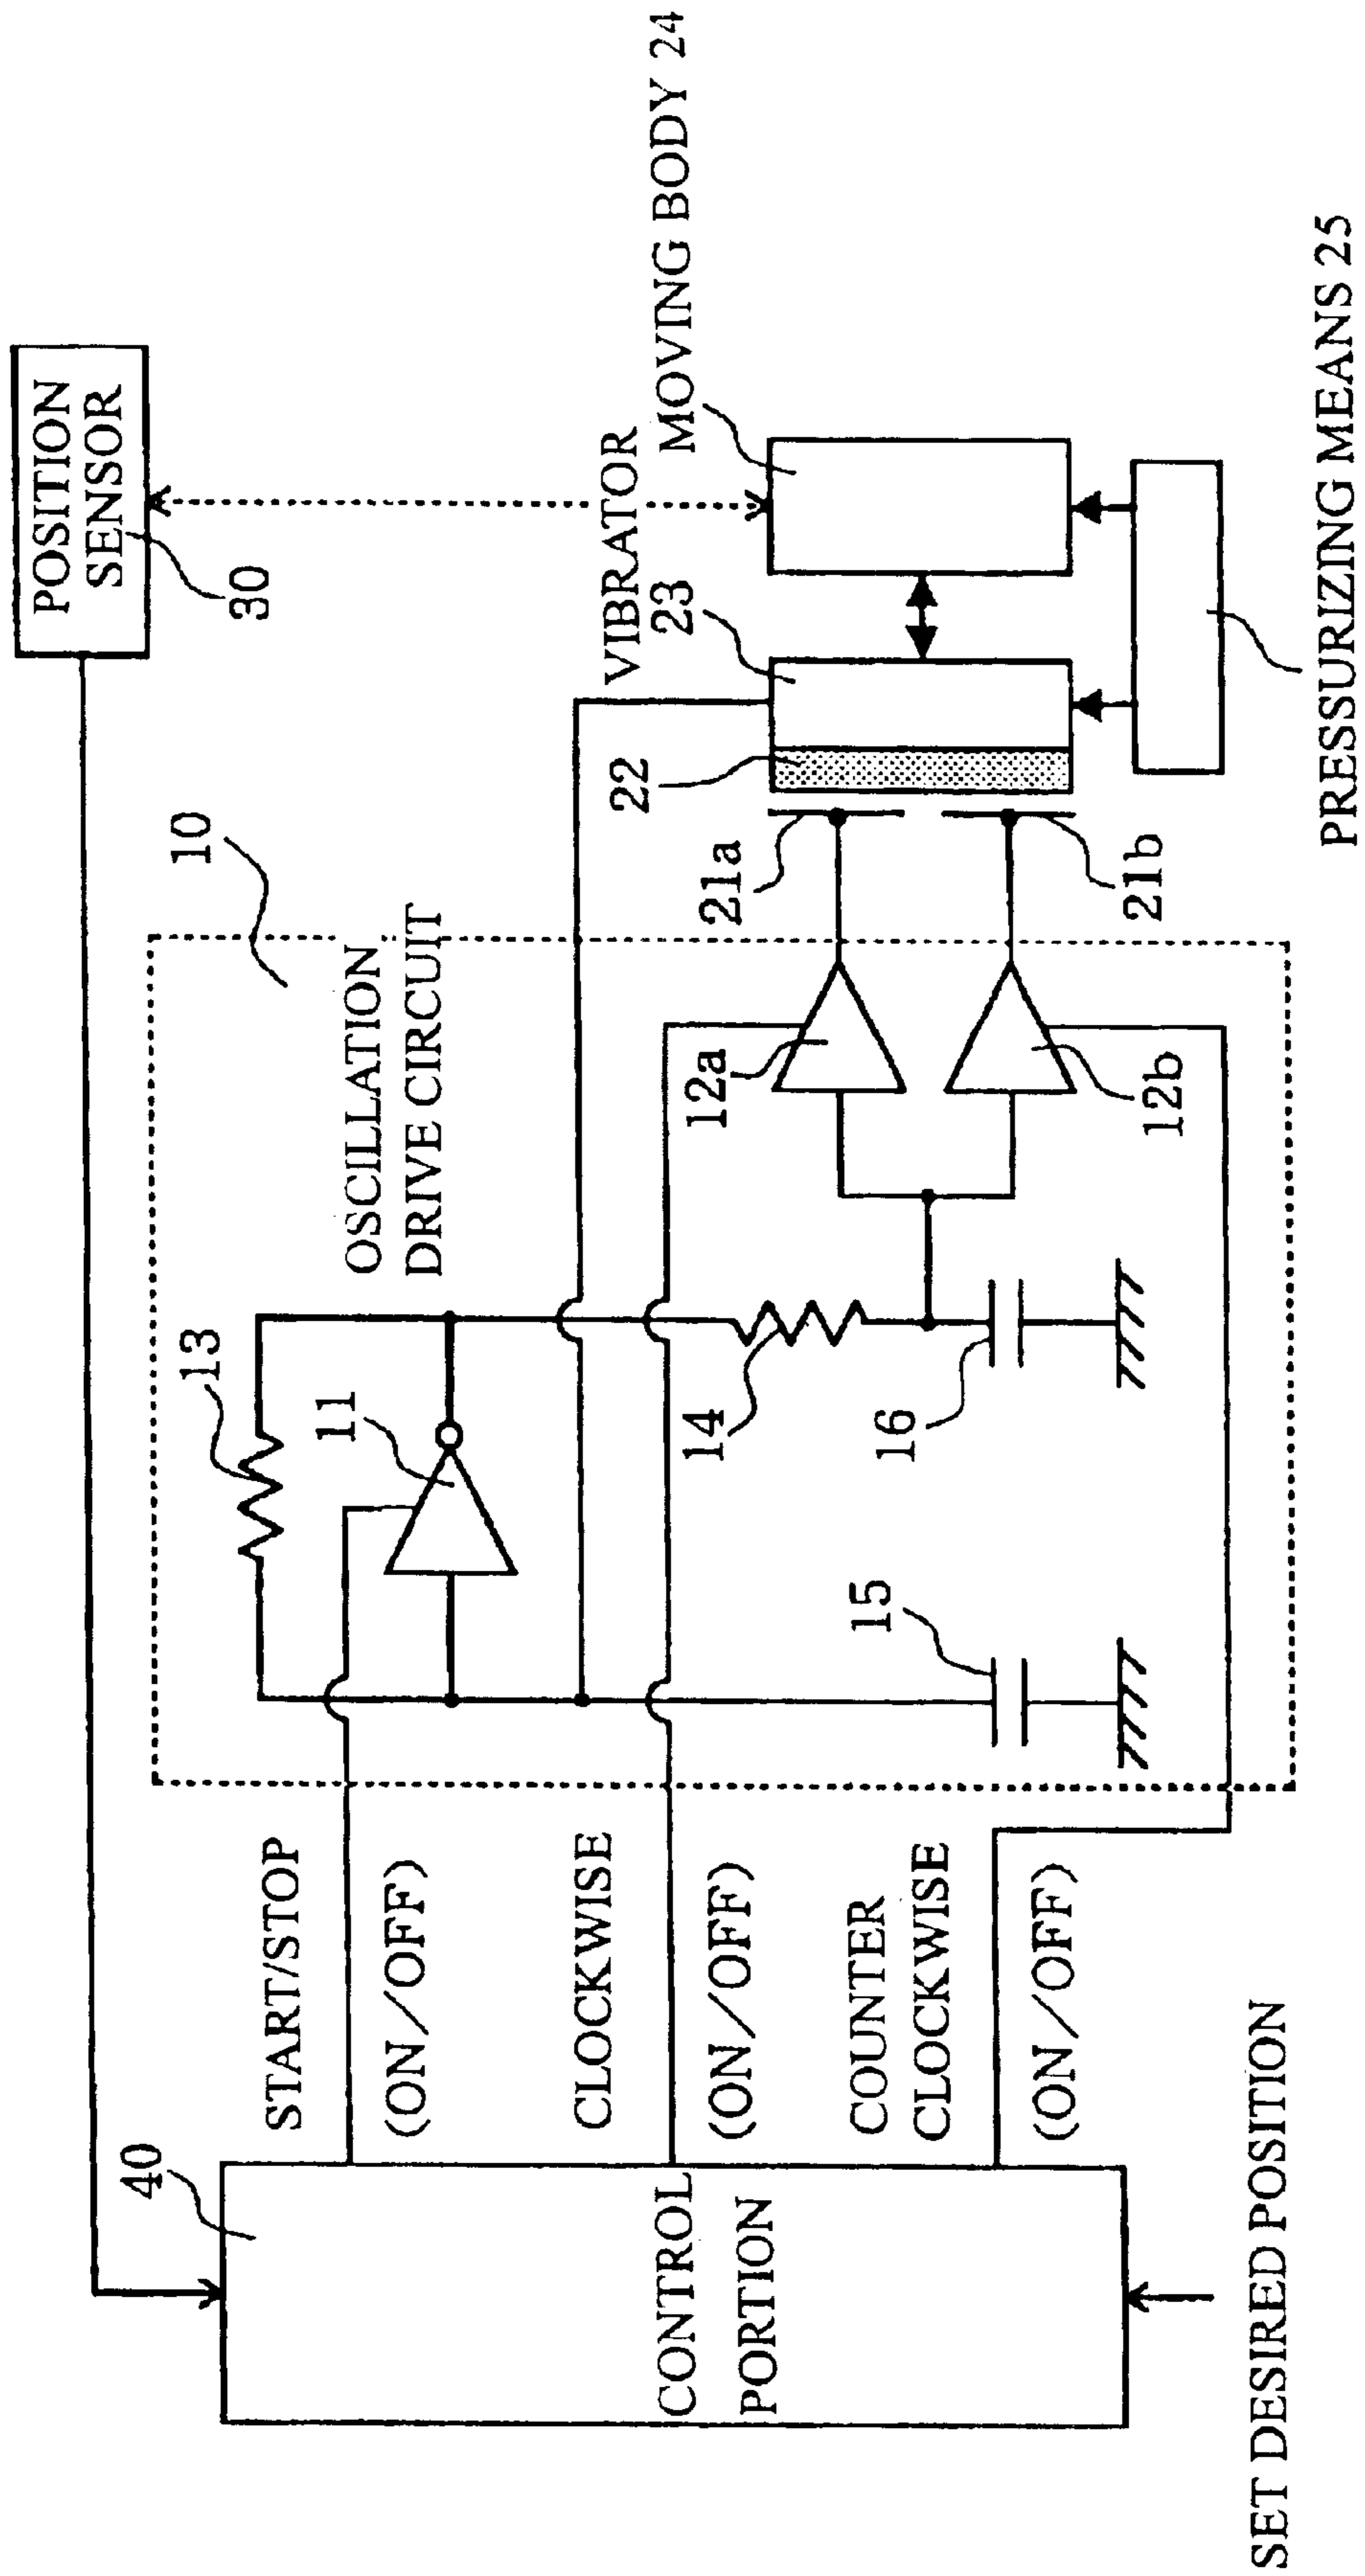 POSITION
SENSOR
30
MOVING BODY 24
VIBRATOR
23
22
21a
21b
PRESSURIZING MEANS 25
10
OSCILLATION
DRIVE CIRCUIT
13
11
12a
12b
14
16
15
START/STOP
(ON/OFF)
CLOCKWISE
(ON/OFF)
COUNTER
CLOCKWISE
(ON/OFF)
40
CONTROL
PORTION
SET DESIRED POSITION